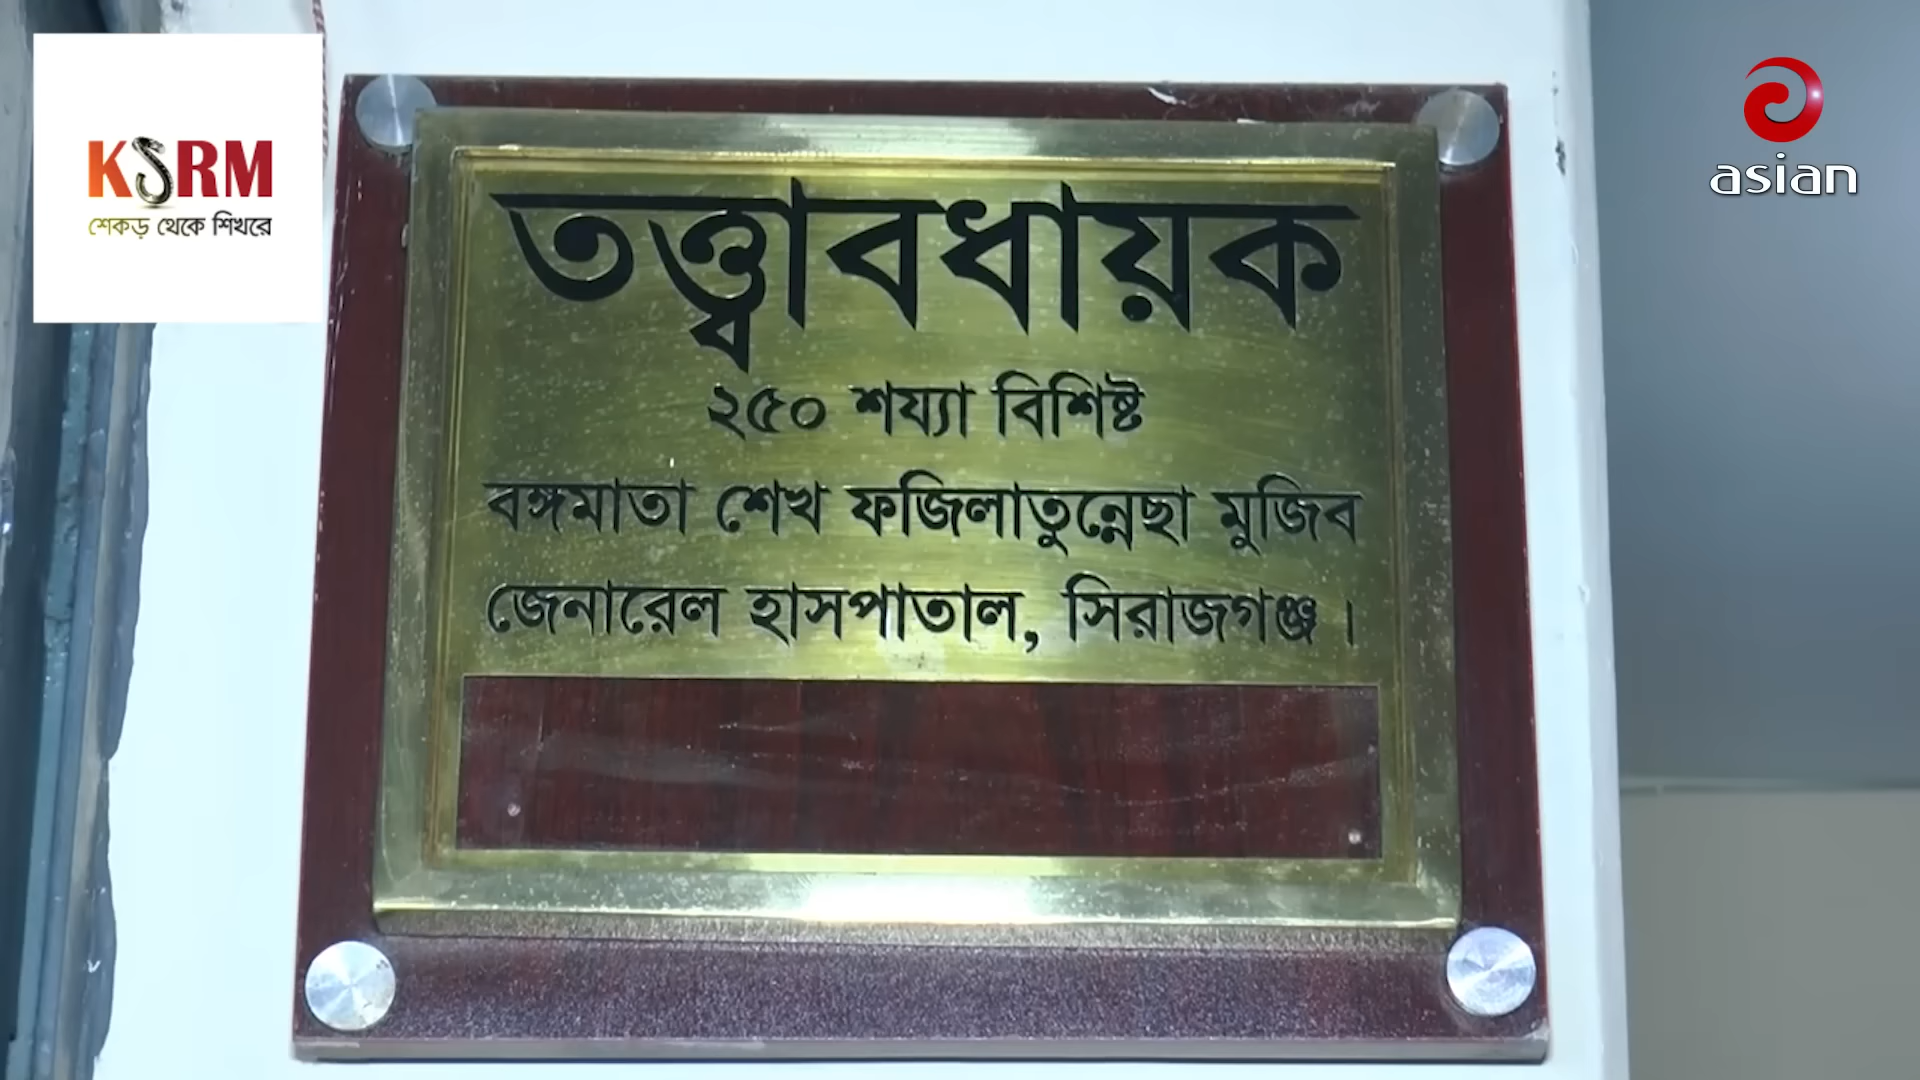 KSRM
শেকড় থেকে শিখরে
asian
তত্ত্বাবধায়ক
২৫০ শয্যা বিশিষ্ট
বঙ্গমাতা শেখ ফজিলাতুন্নেছা মুজিব
জেনারেল হাসপাতাল, সিরাজগঞ্জ।